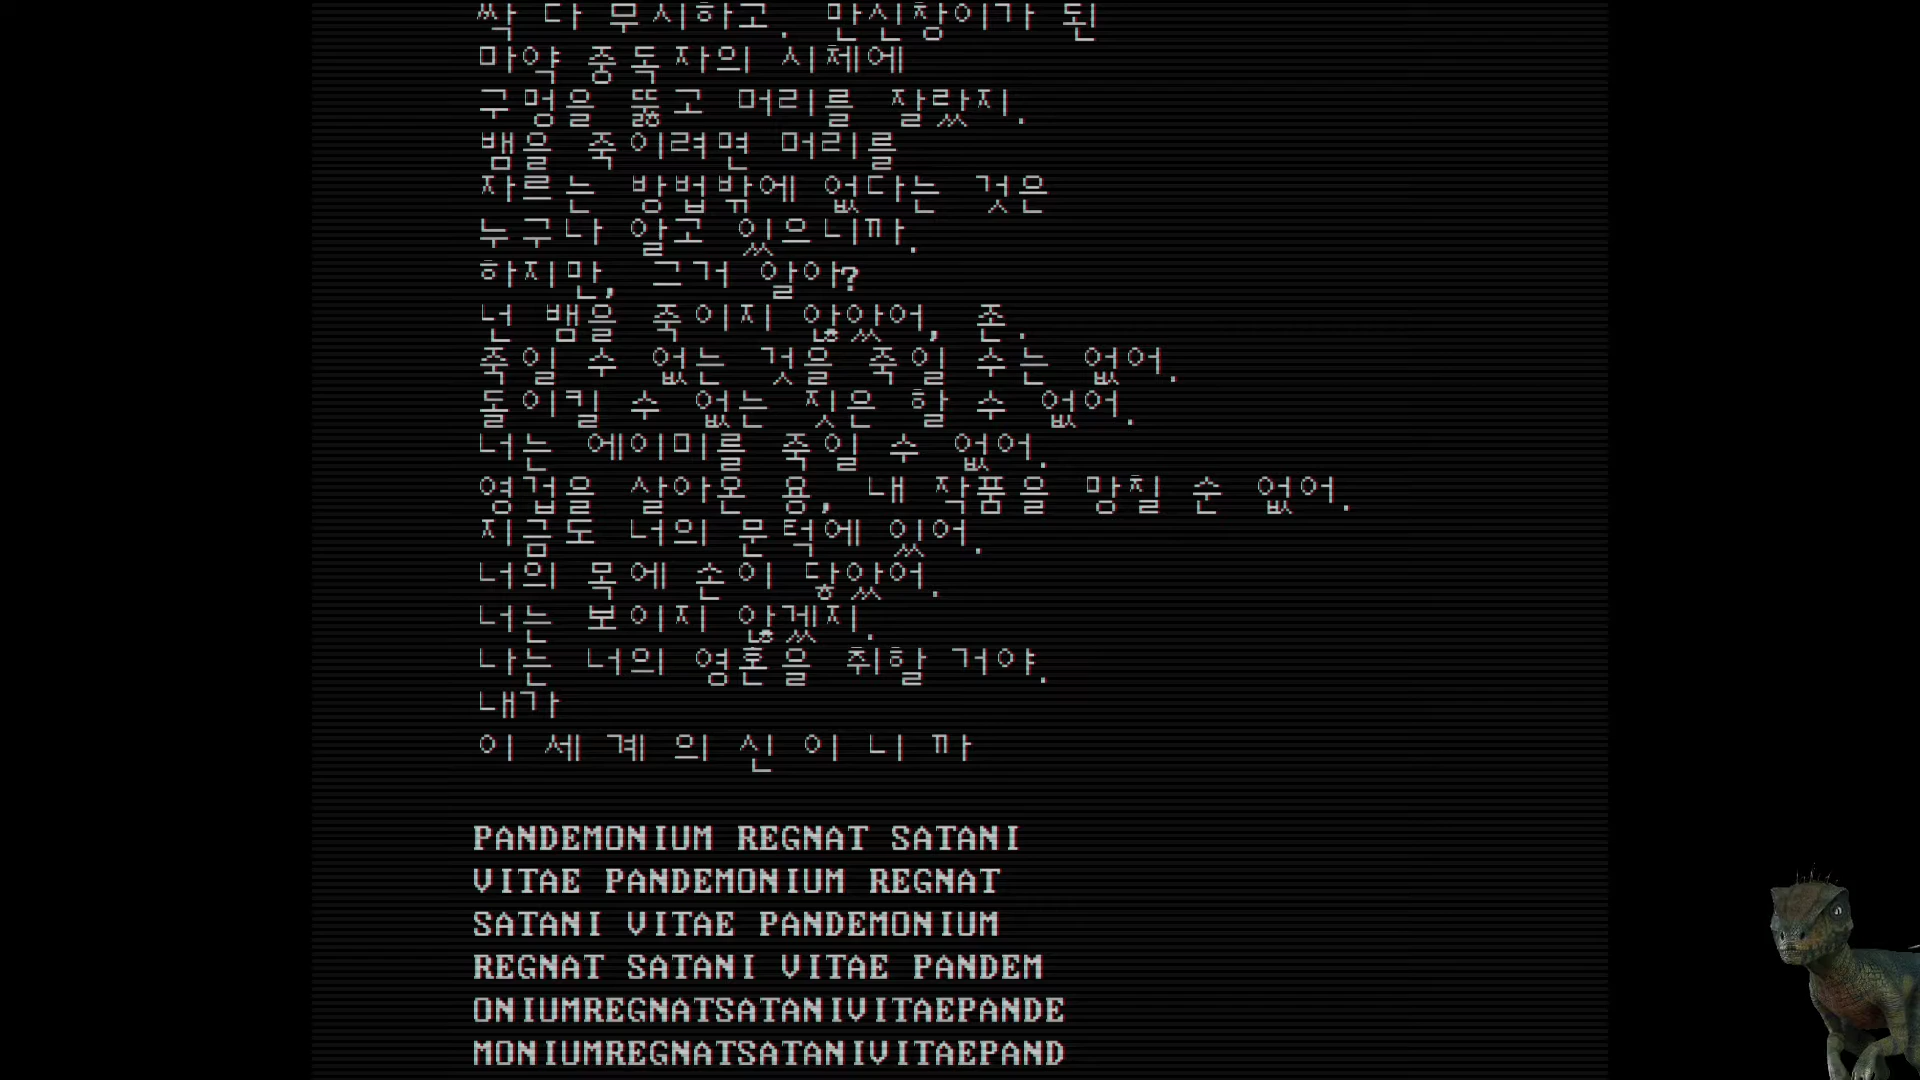 싹 다 무시하고. 만신창이가 된
마약 중독자의 시체에
구멍을 뚫고 머리를 잘랐지.
뱀을 죽이려면 머리를
자르는 방법밖에 없다는 것은
누구나 알고 있으니까.
하지만, 그거 알아?
넌 뱀을 죽이지 않았어, 존.
죽일 수 없는 것을 죽일 수는 없어.
돌이킬 수 없는 짓은 할 수 없어.
너는 에이미를 죽일 수 없어.
영겁을 살아온 용, 내 작품을 망칠 순 없어.
지금도 너의 문턱에 있어.
너의 목에 손이 닿았어.
너는 보이지 않겠지.
나는 너의 영혼을 취할 거야.
내가
이 세 계 의 신 이 니 까
PANDEMONIUM REGNAT SATANI
VITAE PANDEMONIUM REGNAT
SATANI VITAE PANDEMONIUM
REGNAT SATANI VITAE PANDEM
ONIUMREGNATSATANIVITAEPANDE
MONIUMREGNATSATANIVITAEPAND